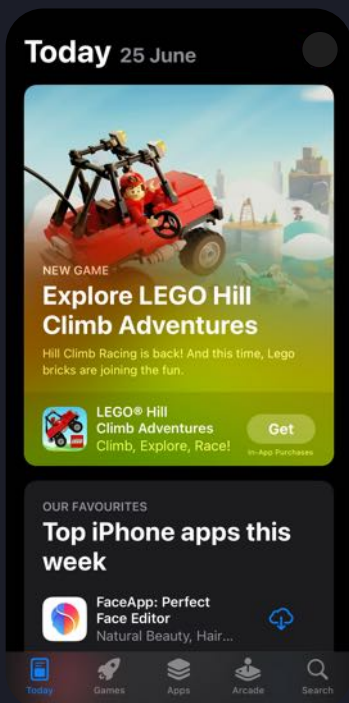 Today 25 June
NEW GAME
Explore LEGO Hill
Climb Adventures
Hill Climb Racing is back! And this time, Lego
bricks are joining the fun.
LEGO® Hill
Climb Adventures
Climb, Explore, Race!
Get
In-App Purchases
OUR FAVOURITES
Top iPhone apps this
week
FaceApp: Perfect
Face Editor
Natural Beauty, Hair...
Today
Games
Apps
Arcade
Search